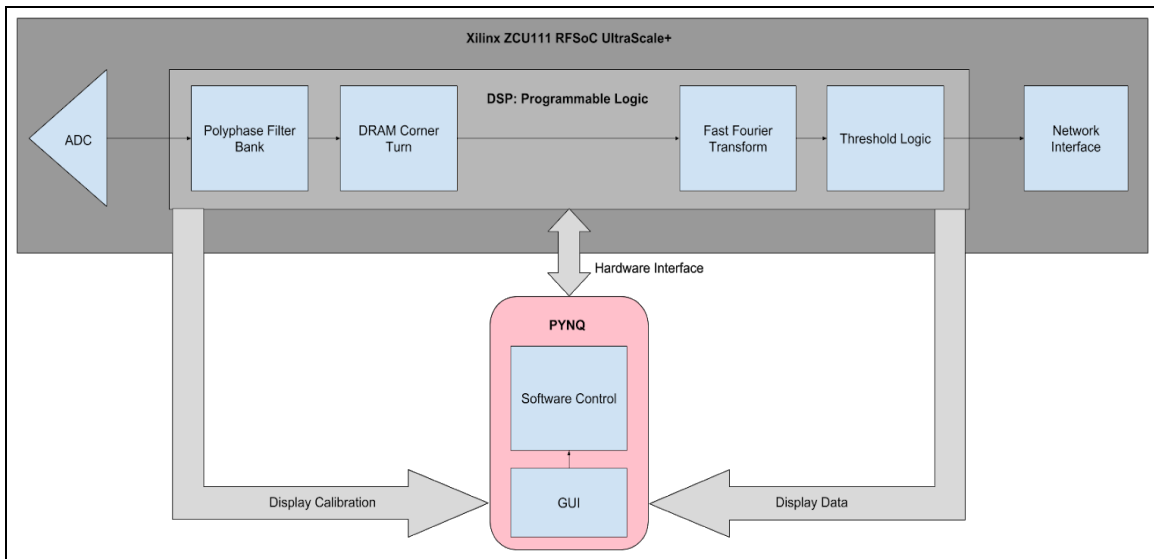 Xilinx ZCU111 RFSoC UltraScale+
DSP: Programmable Logic
ADC
Polyphase Filter
Bank
DRAM Corner
Turn
Fast Fourier
Transform
Threshold Logic
Network
Interface
Hardware Interface
PYNQ
Software Control
GUI
Display Calibration
Display Data